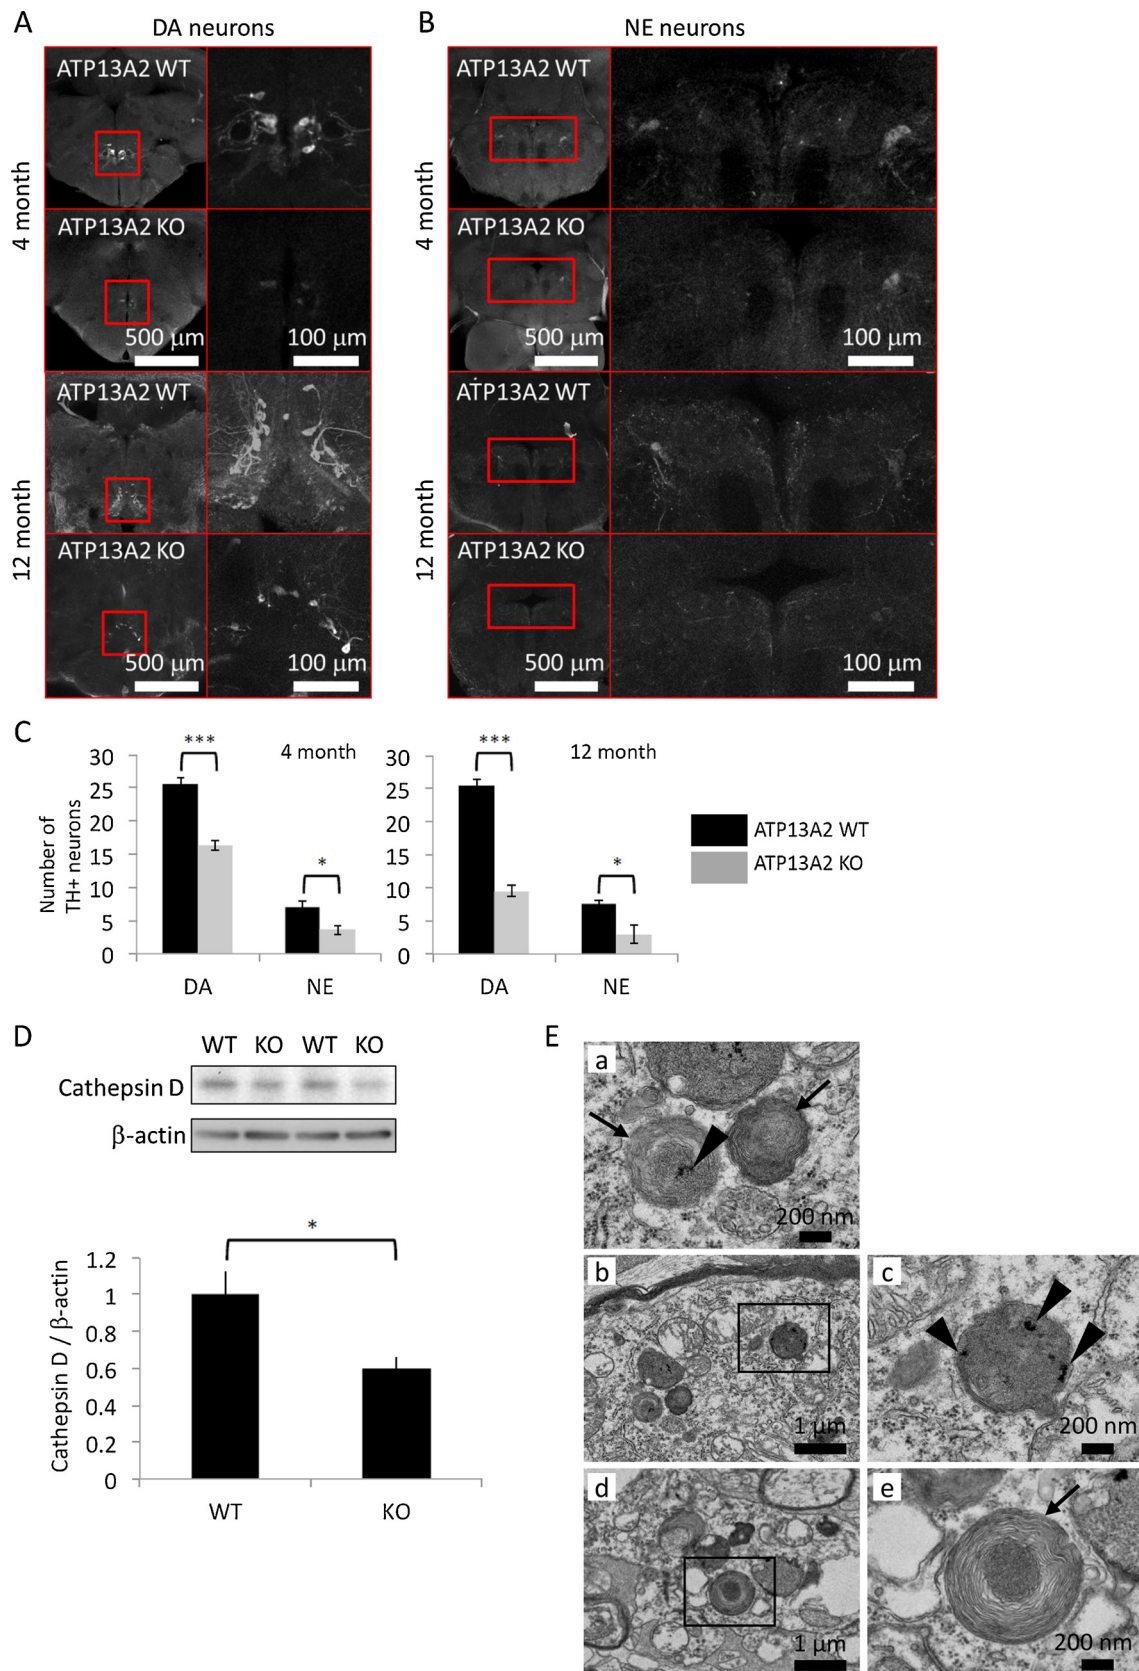 A
DA neurons
B
NE neurons
4 month
ATP13A2 WT
ATP13A2 KO
500 μm
100 μm
12 month
ATP13A2 WT
ATP13A2 KO
500 μm
100 μm
4 month
ATP13A2 WT
ATP13A2 KO
500 μm
100 μm
12 month
ATP13A2 WT
ATP13A2 KO
500 μm
100 μm
C
Number of
TH+ neurons
30
25
20
15
10
5
0
***
*
4 month
DA
NE
30
25
20
15
10
5
0
***
*
12 month
DA
NE
ATP13A2 WT
ATP13A2 KO
D
WT KO WT KO
Cathepsin D
β-actin
Cathepsin D / β-actin
1.2
1
0.8
0.6
0.4
0.2
0
*
WT
KO
E
a
200 nm
b
1 μm
c
200 nm
d
1 μm
e
200 nm